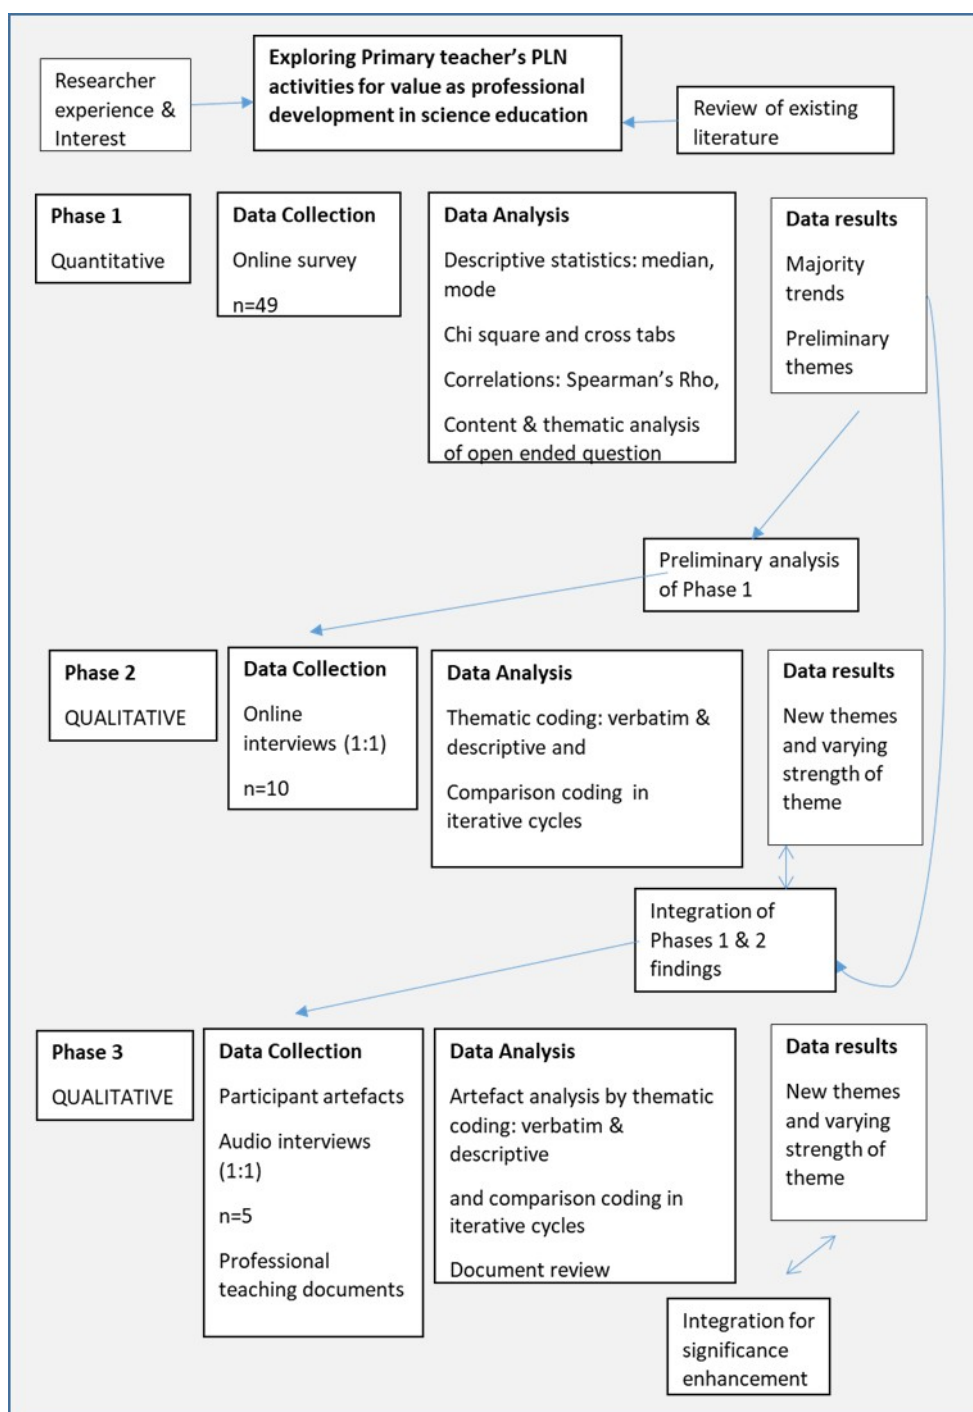 Researcher
experience &
Interest
Exploring Primary teacher's PLN
activities for value as professional
development in science education
Review of existing
literature
Phase 1
Quantitative
Data Collection
Online survey
n=49
Data Analysis
Descriptive statistics: median,
mode
Chi square and cross tabs
Correlations: Spearman's Rho,
Content & thematic analysis
of open ended question
Data results
Majority
trends
Preliminary
themes
Preliminary analysis
of Phase 1
Phase 2
QUALITATIVE
Data Collection
Online
interviews (1:1)
n=10
Data Analysis
Thematic coding: verbatim &
descriptive and
Comparison coding in
iterative cycles
Data results
New themes
and varying
strength of
theme
Integration of
Phases 1 & 2
findings
Phase 3
QUALITATIVE
Data Collection
Participant artefacts
Audio interviews
(1:1)
n=5
Professional
teaching documents
Data Analysis
Artefact analysis by thematic
coding: verbatim &
descriptive
and comparison coding in
iterative cycles
Document review
Data results
New themes
and varying
strength of
theme
Integration for
significance
enhancement